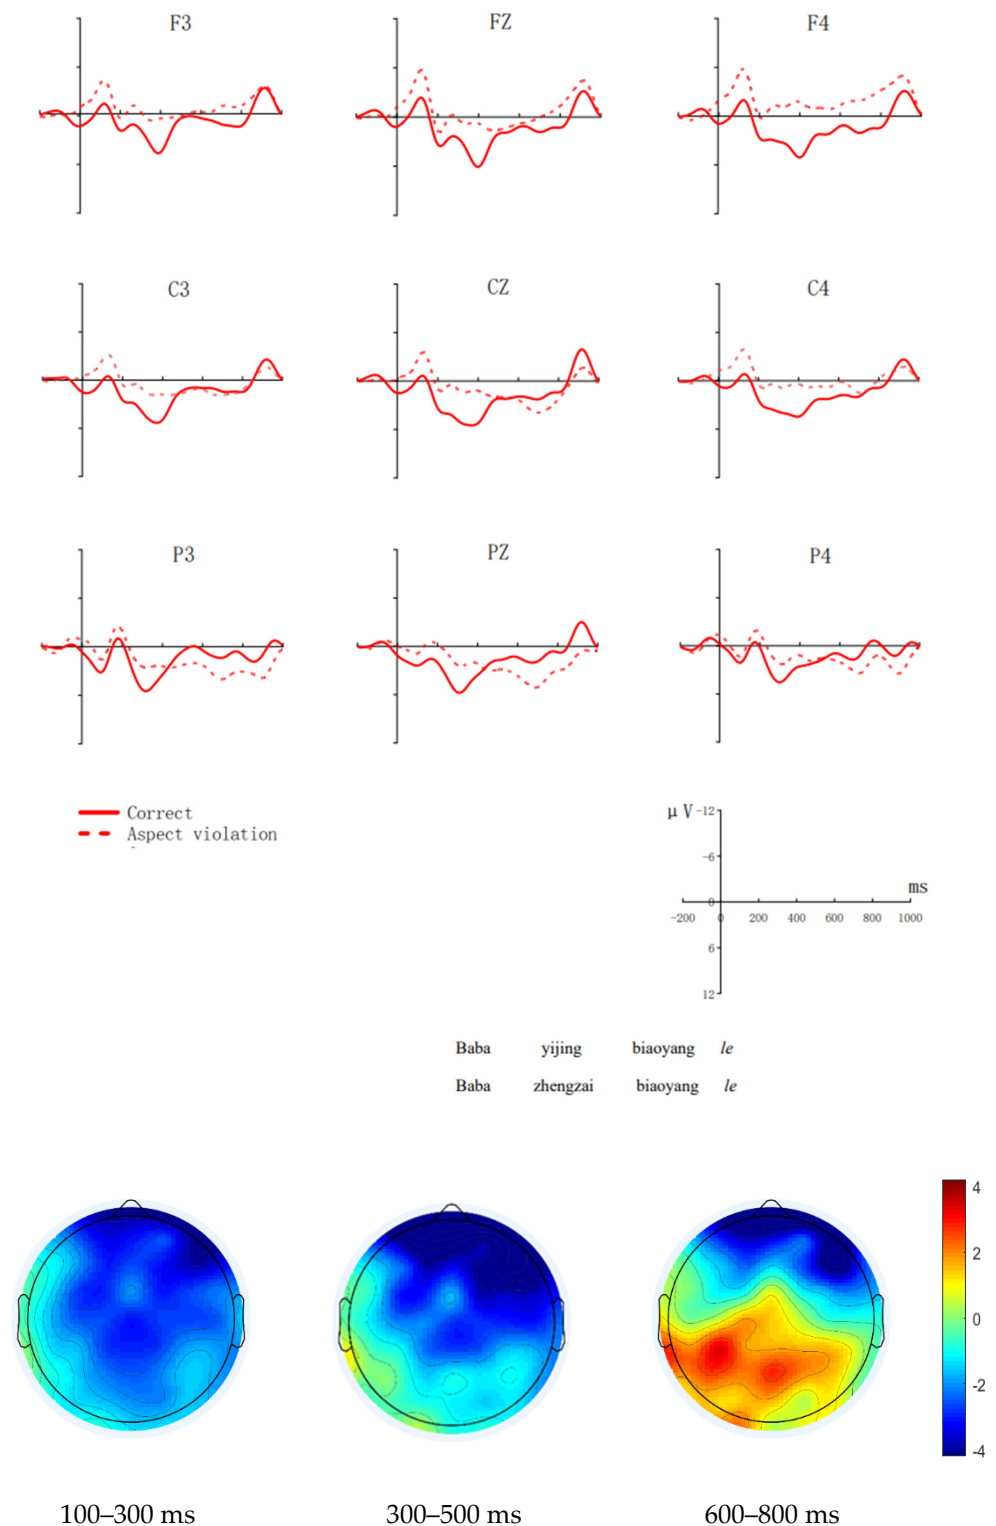 F3 FZ F4
C3 CZ C4
P3 PZ P4
Correct
Aspect violation
μV -12
-6
ms
0
-200 0 200 400 600 800 1000
6
12
Baba yijing biaoyang le
Baba zhengzai biaoyang le
4
2
0
-2
-4
100–300 ms 300–500 ms 600–800 ms